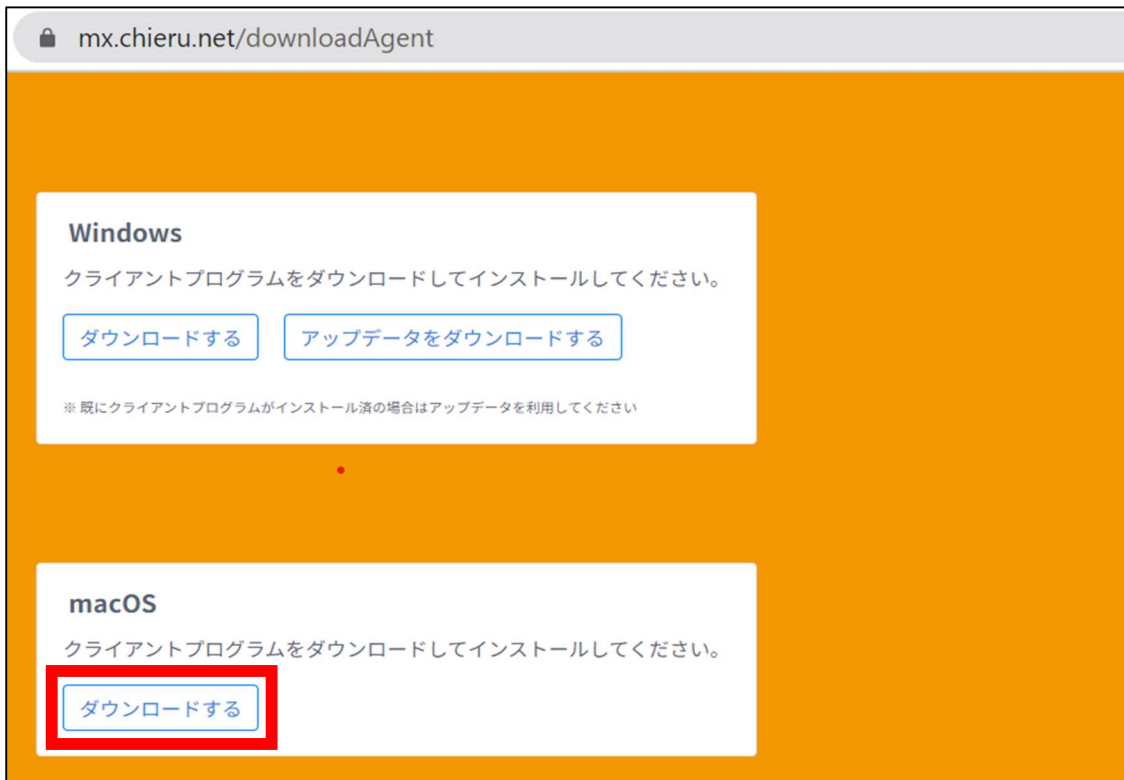 mx.chieru.net/downloadAgent
Windows
クライアントプログラムをダウンロードしてインストールしてください。
ダウンロードする アップデータをダウンロードする
※ 既にクライアントプログラムがインストール済の場合はアップデータを利用してください
macOS
クライアントプログラムをダウンロードしてインストールしてください。
ダウンロードする